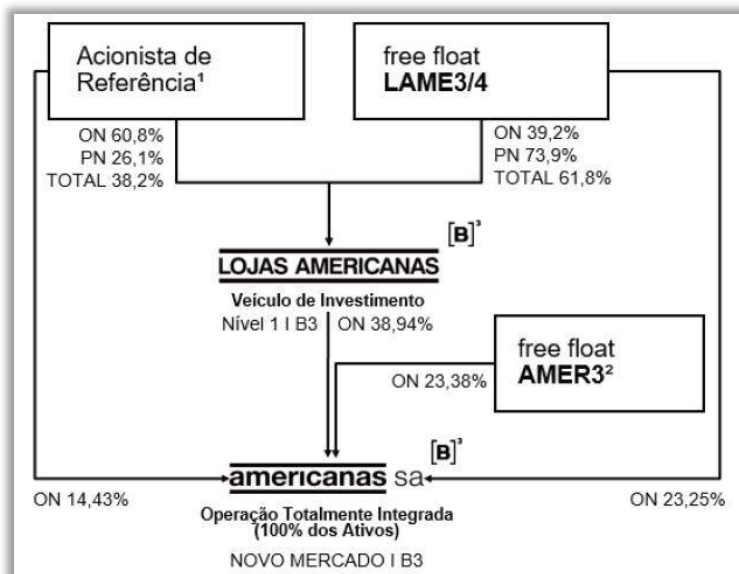 Acionista de
Referência¹
free float
LAME3/4
ON 60,8%
PN 26,1%
TOTAL 38,2%
ON 39,2%
PN 73,9%
TOTAL 61,8%
[B]³
LOJAS AMERICANAS
Veículo de Investimento
Nível 1 I B3
ON 38,94%
free float
AMER3²
ON 23,38%
[B]³
americanas sa
ON 14,43%
ON 23,25%
Operação Totalmente Integrada
(100% dos Ativos)
NOVO MERCADO I B3